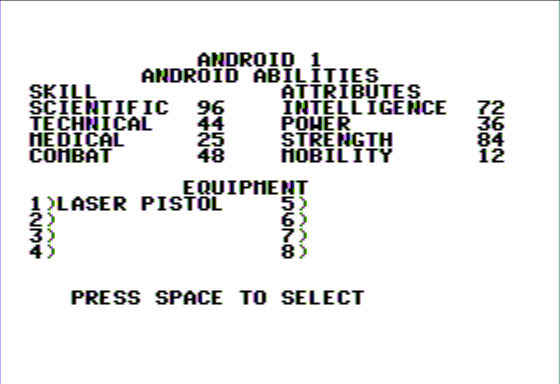 ANDROID 1
ANDROID ABILITIES
SKILL ATTRIBUTES
SCIENTIFIC 96 INTELLIGENCE 72
TECHNICAL 44 POWER 36
MEDICAL 25 STRENGTH 84
COMBAT 48 MOBILITY 12
EQUIPMENT
1)LASER PISTOL 5)
2) 6)
3) 7)
4) 8)
PRESS SPACE TO SELECT